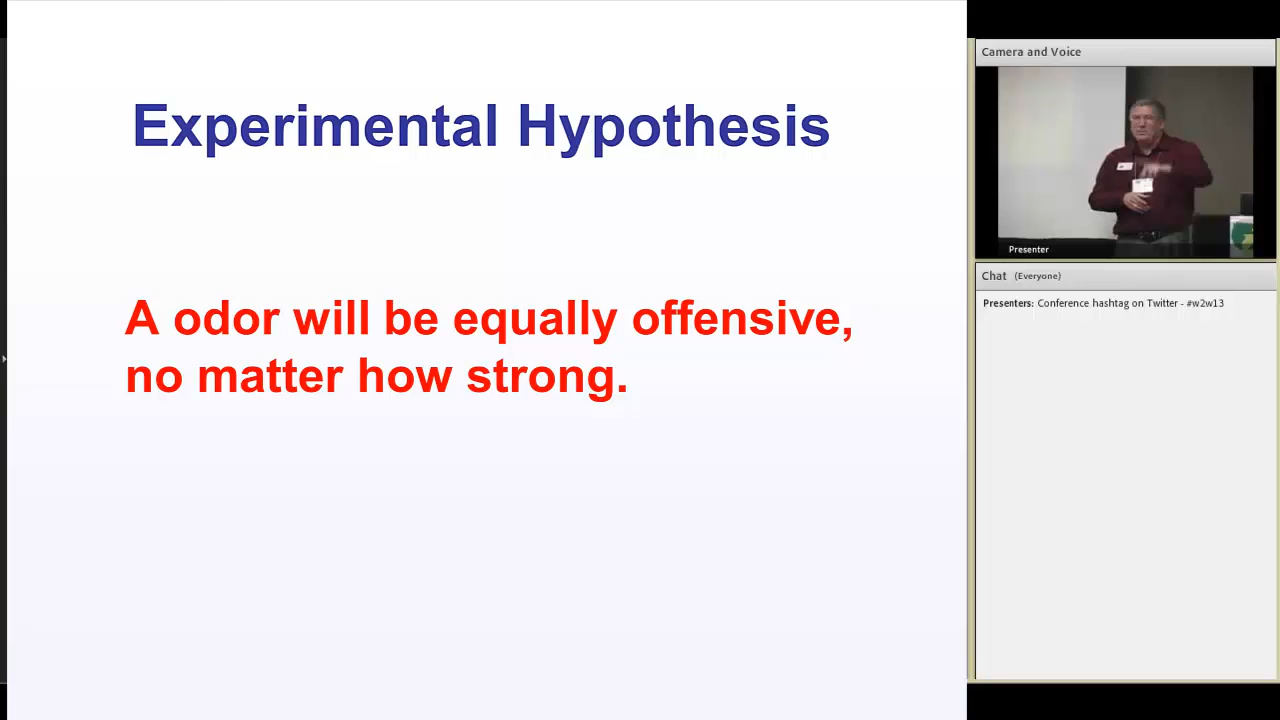 Experimental Hypothesis
A odor will be equally offensive,
no matter how strong.
Camera and Voice
Presenter
Chat (Everyone)
Presenters: Conference hashtag on Twitter - #w2w13